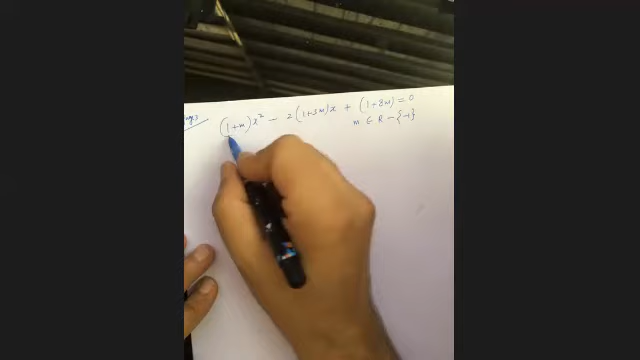 (1+m)x² - 2(1+3m)x + (1+8m) = 0
m ∈ R - {-1}